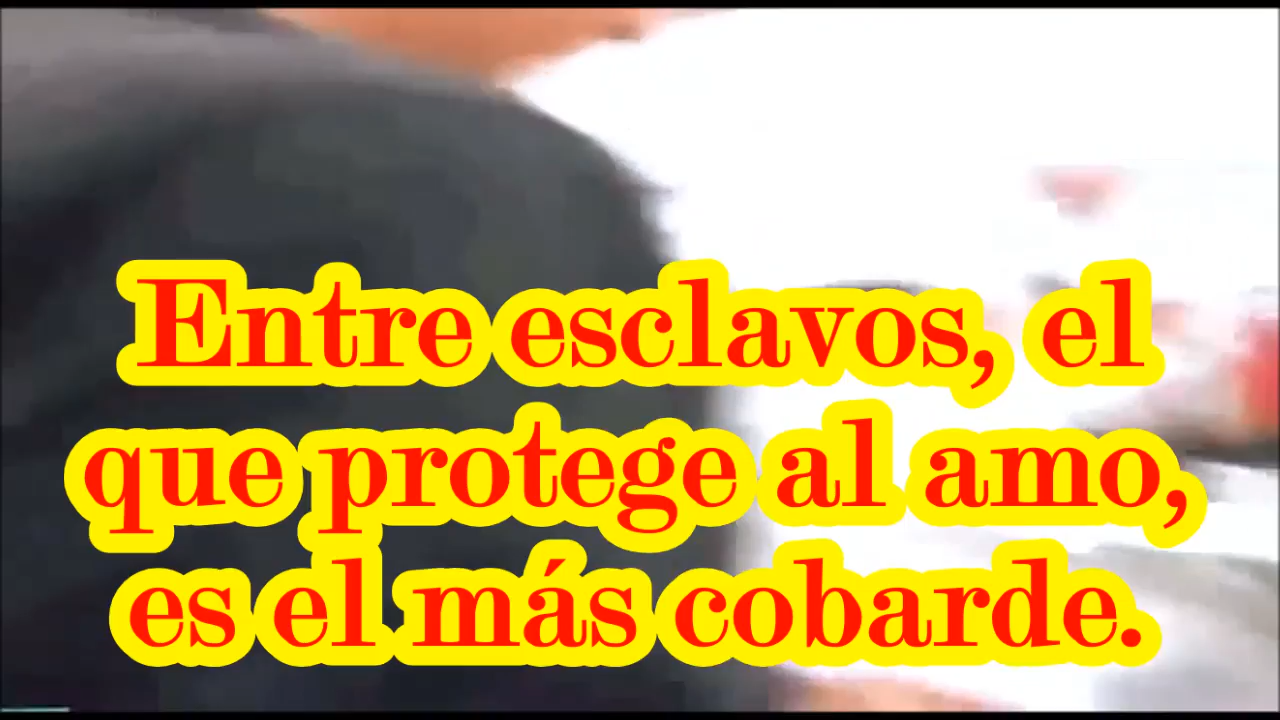 Entre esclavos, el
que protege al amo,
es el más cobarde.